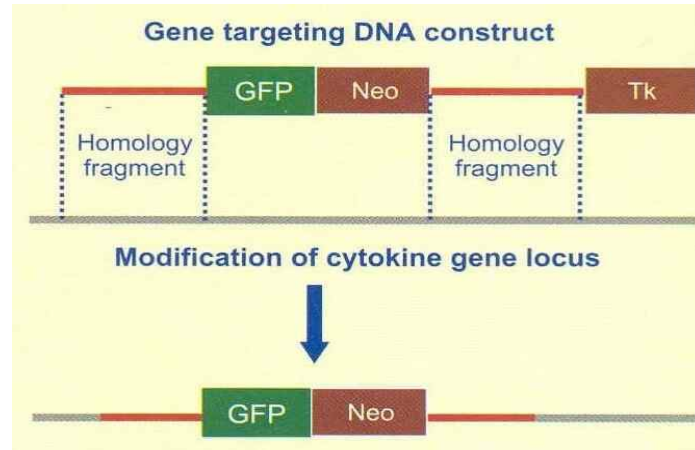 Gene targeting DNA construct
GFP Neo Tk
Homology fragment
Homology fragment
Modification of cytokine gene locus
GFP Neo